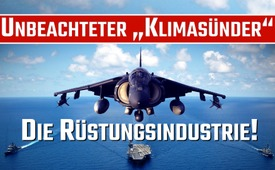 Unbeachteter „Klimasünder“
Die Rüstungsindustrie!